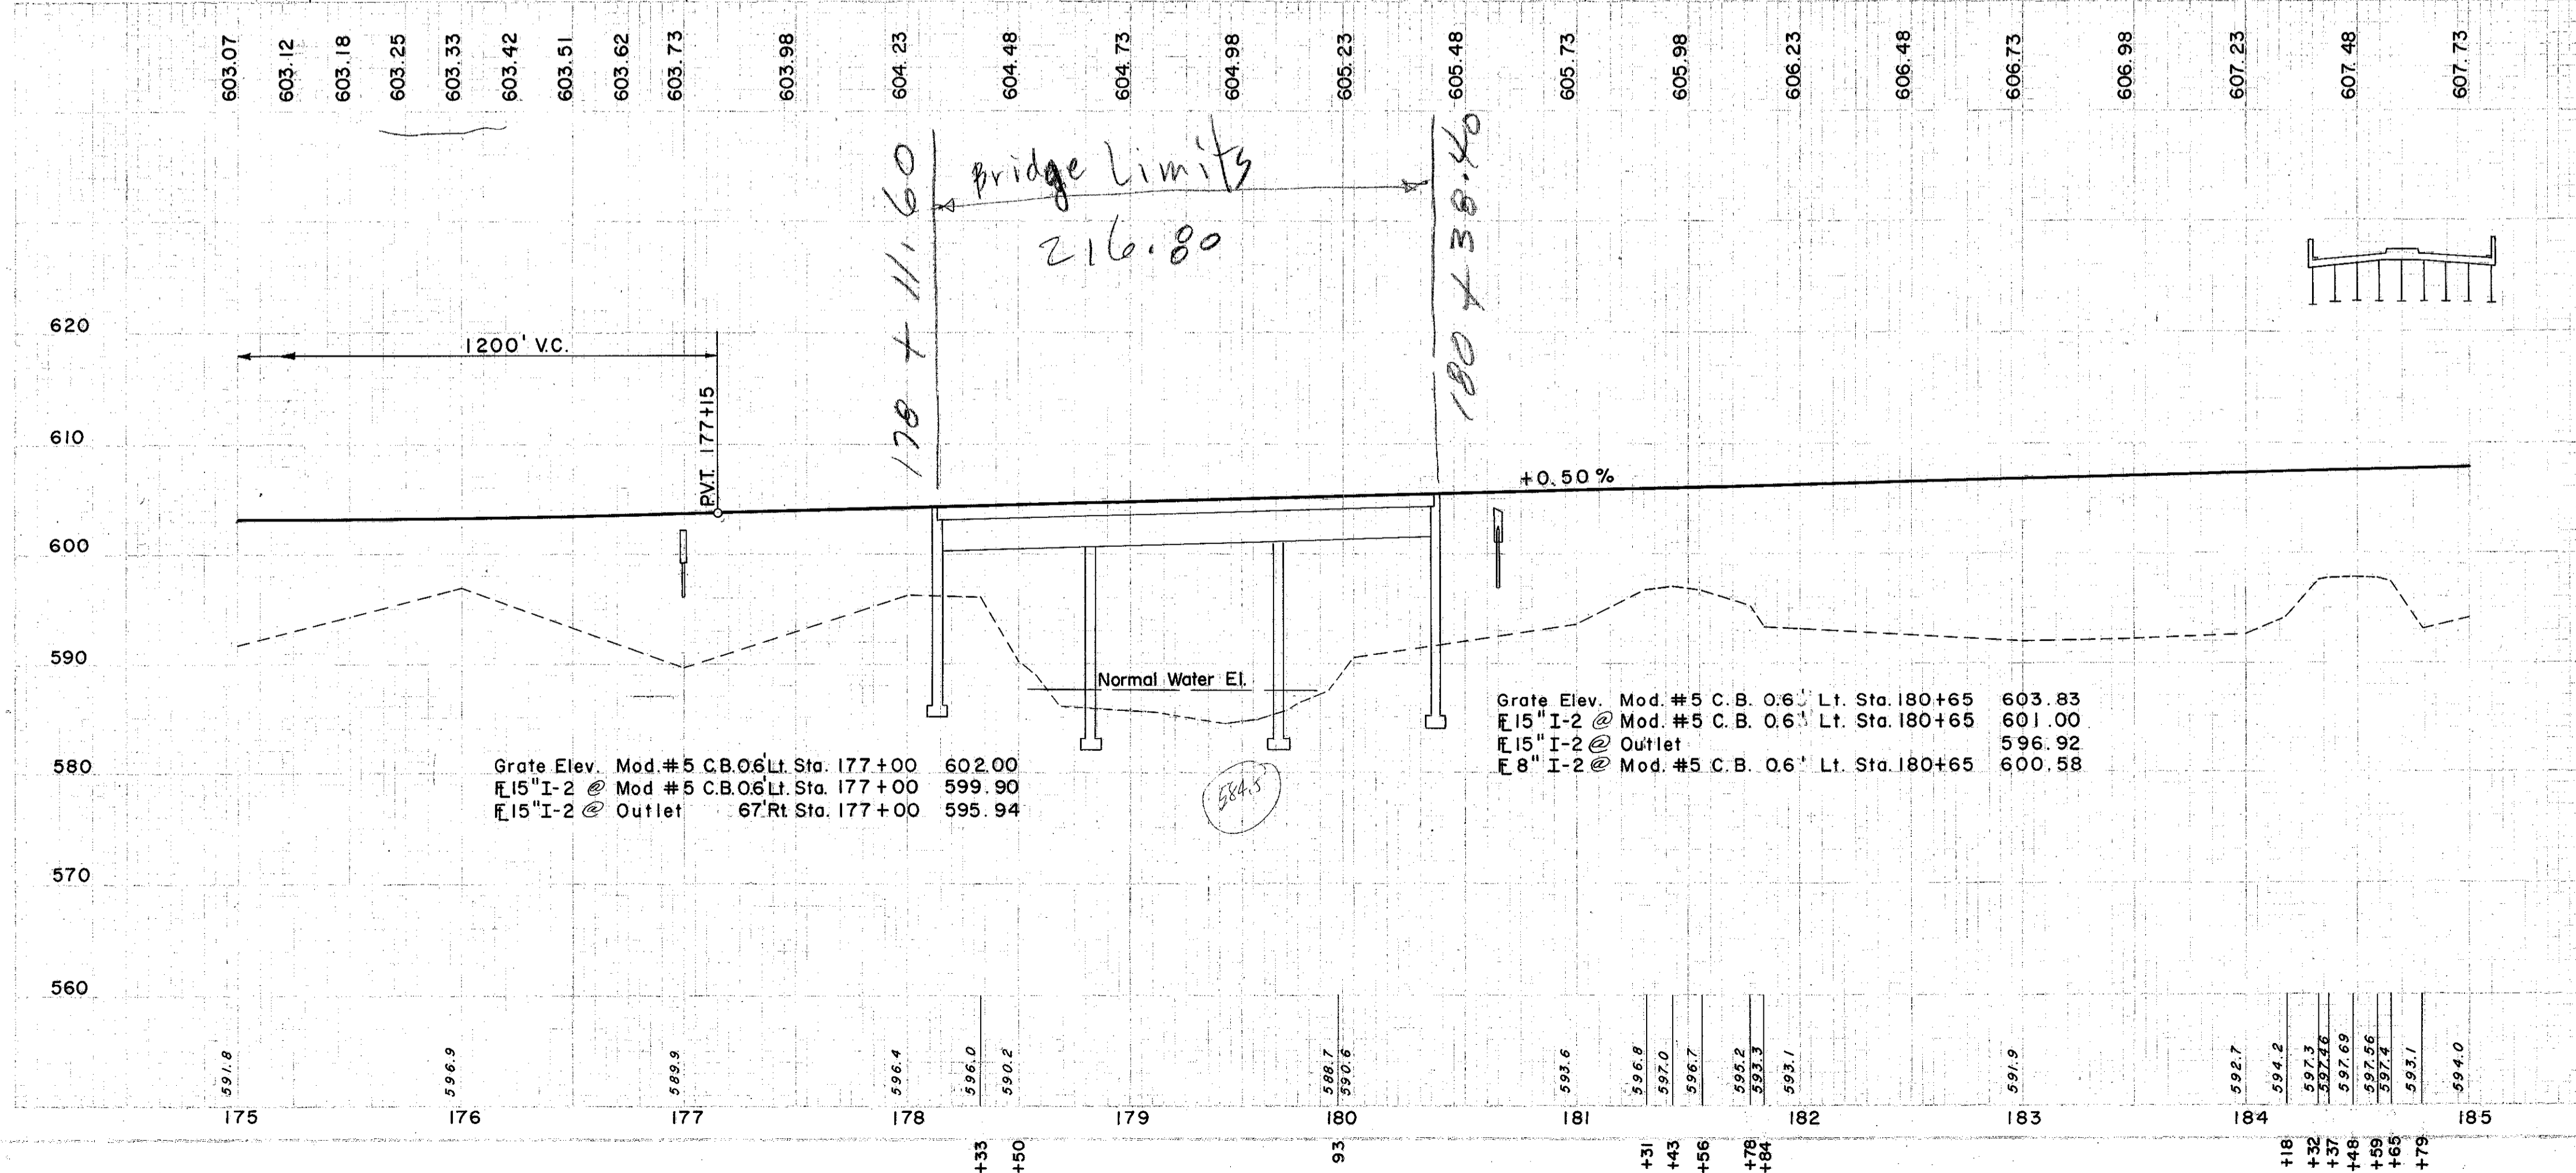 603.07 603.12 603.18 603.25 603.33 603.42 603.51 603.62 603.73 603.98 604.23 604.48 604.73 604.98 605.23 605.48 605.73 605.98 606.23 606.48 606.73 606.98 607.23 607.48 607.73
178 + 11.60
Bridge Limits
216.80
180 + 38.40
620
1200' V.C.
P.V.T. 177+15
610
+0.50 %
600
590
Normal Water El.
Grate Elev. Mod. #5 C.B. 0.6' Lt. Sta. 180+65 603.83
FL 15" I-2 @ Mod. #5 C.B. 0.6' Lt. Sta. 180+65 601.00
FL 15" I-2 @ Outlet 596.92
FL 8" I-2 @ Mod. #5 C.B. 0.6' Lt. Sta. 180+65 600.58
580
Grate Elev. Mod. #5 C.B. 0.6' Lt. Sta. 177+00 602.00
FL 15" I-2 @ Mod #5 C.B. 0.6' Lt. Sta. 177+00 599.90
FL 15" I-2 @ Outlet 67' Rt. Sta. 177+00 595.94
584.5
570
560
591.8 596.9 589.9 596.4 596.0 590.2 588.7 590.6 593.6 596.8 597.0 596.7 595.2 593.3 593.1 591.9 592.7 594.2 597.3 597.46 597.69 597.56 597.4 593.1 594.0
175 176 177 178 179 180 181 182 183 184 185
+33 +50 93 +31 +43 +56 +78 +84 +18 +32 +37 +48 +59 +65 +79